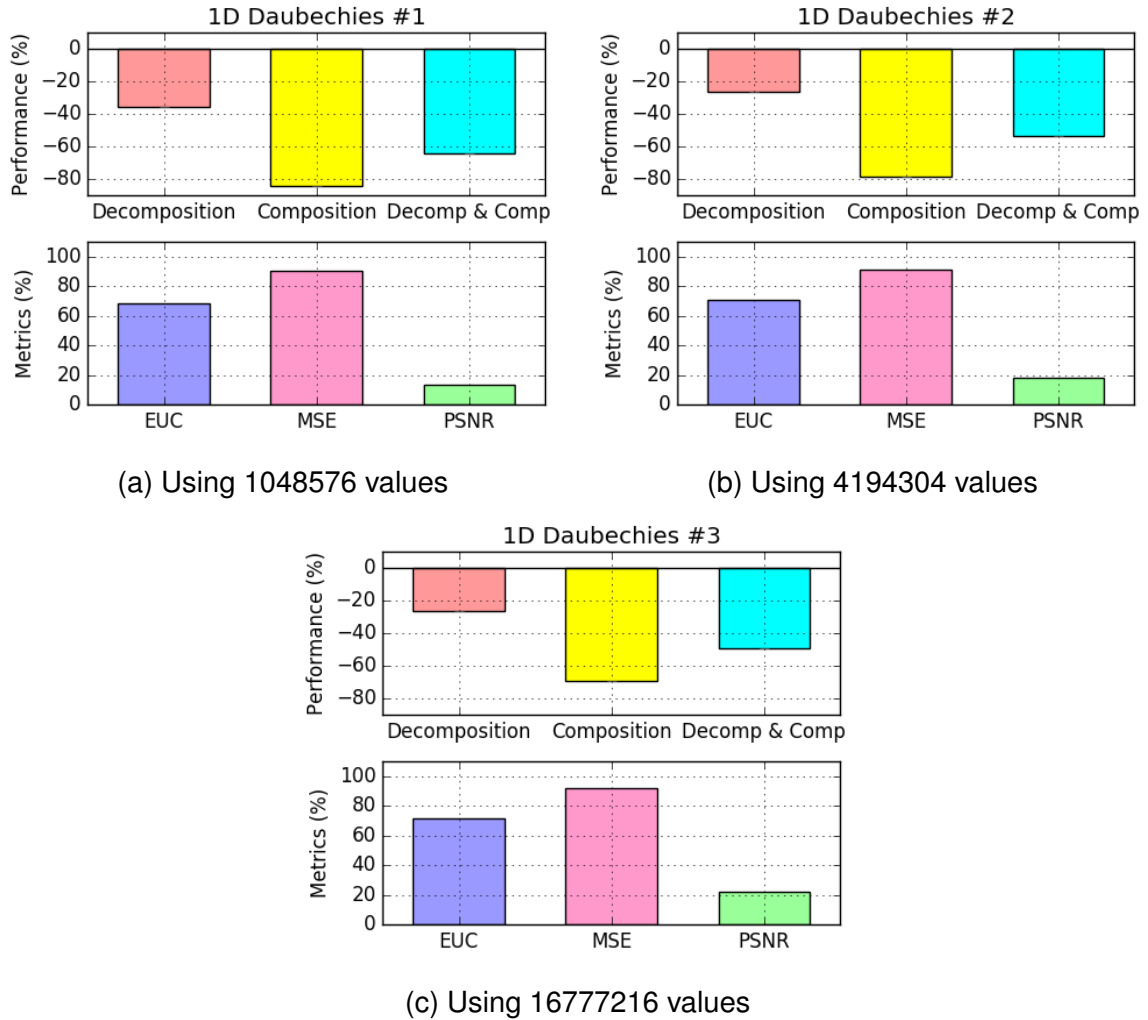 1D Daubechies #1
Performance (%)
0
−20
−40
−60
−80
Decomposition Composition Decomp & Comp
Metrics (%)
100
80
60
40
20
0
EUC MSE PSNR
(a) Using 1048576 values
1D Daubechies #2
Performance (%)
0
−20
−40
−60
−80
Decomposition Composition Decomp & Comp
Metrics (%)
100
80
60
40
20
0
EUC MSE PSNR
(b) Using 4194304 values
1D Daubechies #3
Performance (%)
0
−20
−40
−60
−80
Decomposition Composition Decomp & Comp
Metrics (%)
100
80
60
40
20
0
EUC MSE PSNR
(c) Using 16777216 values